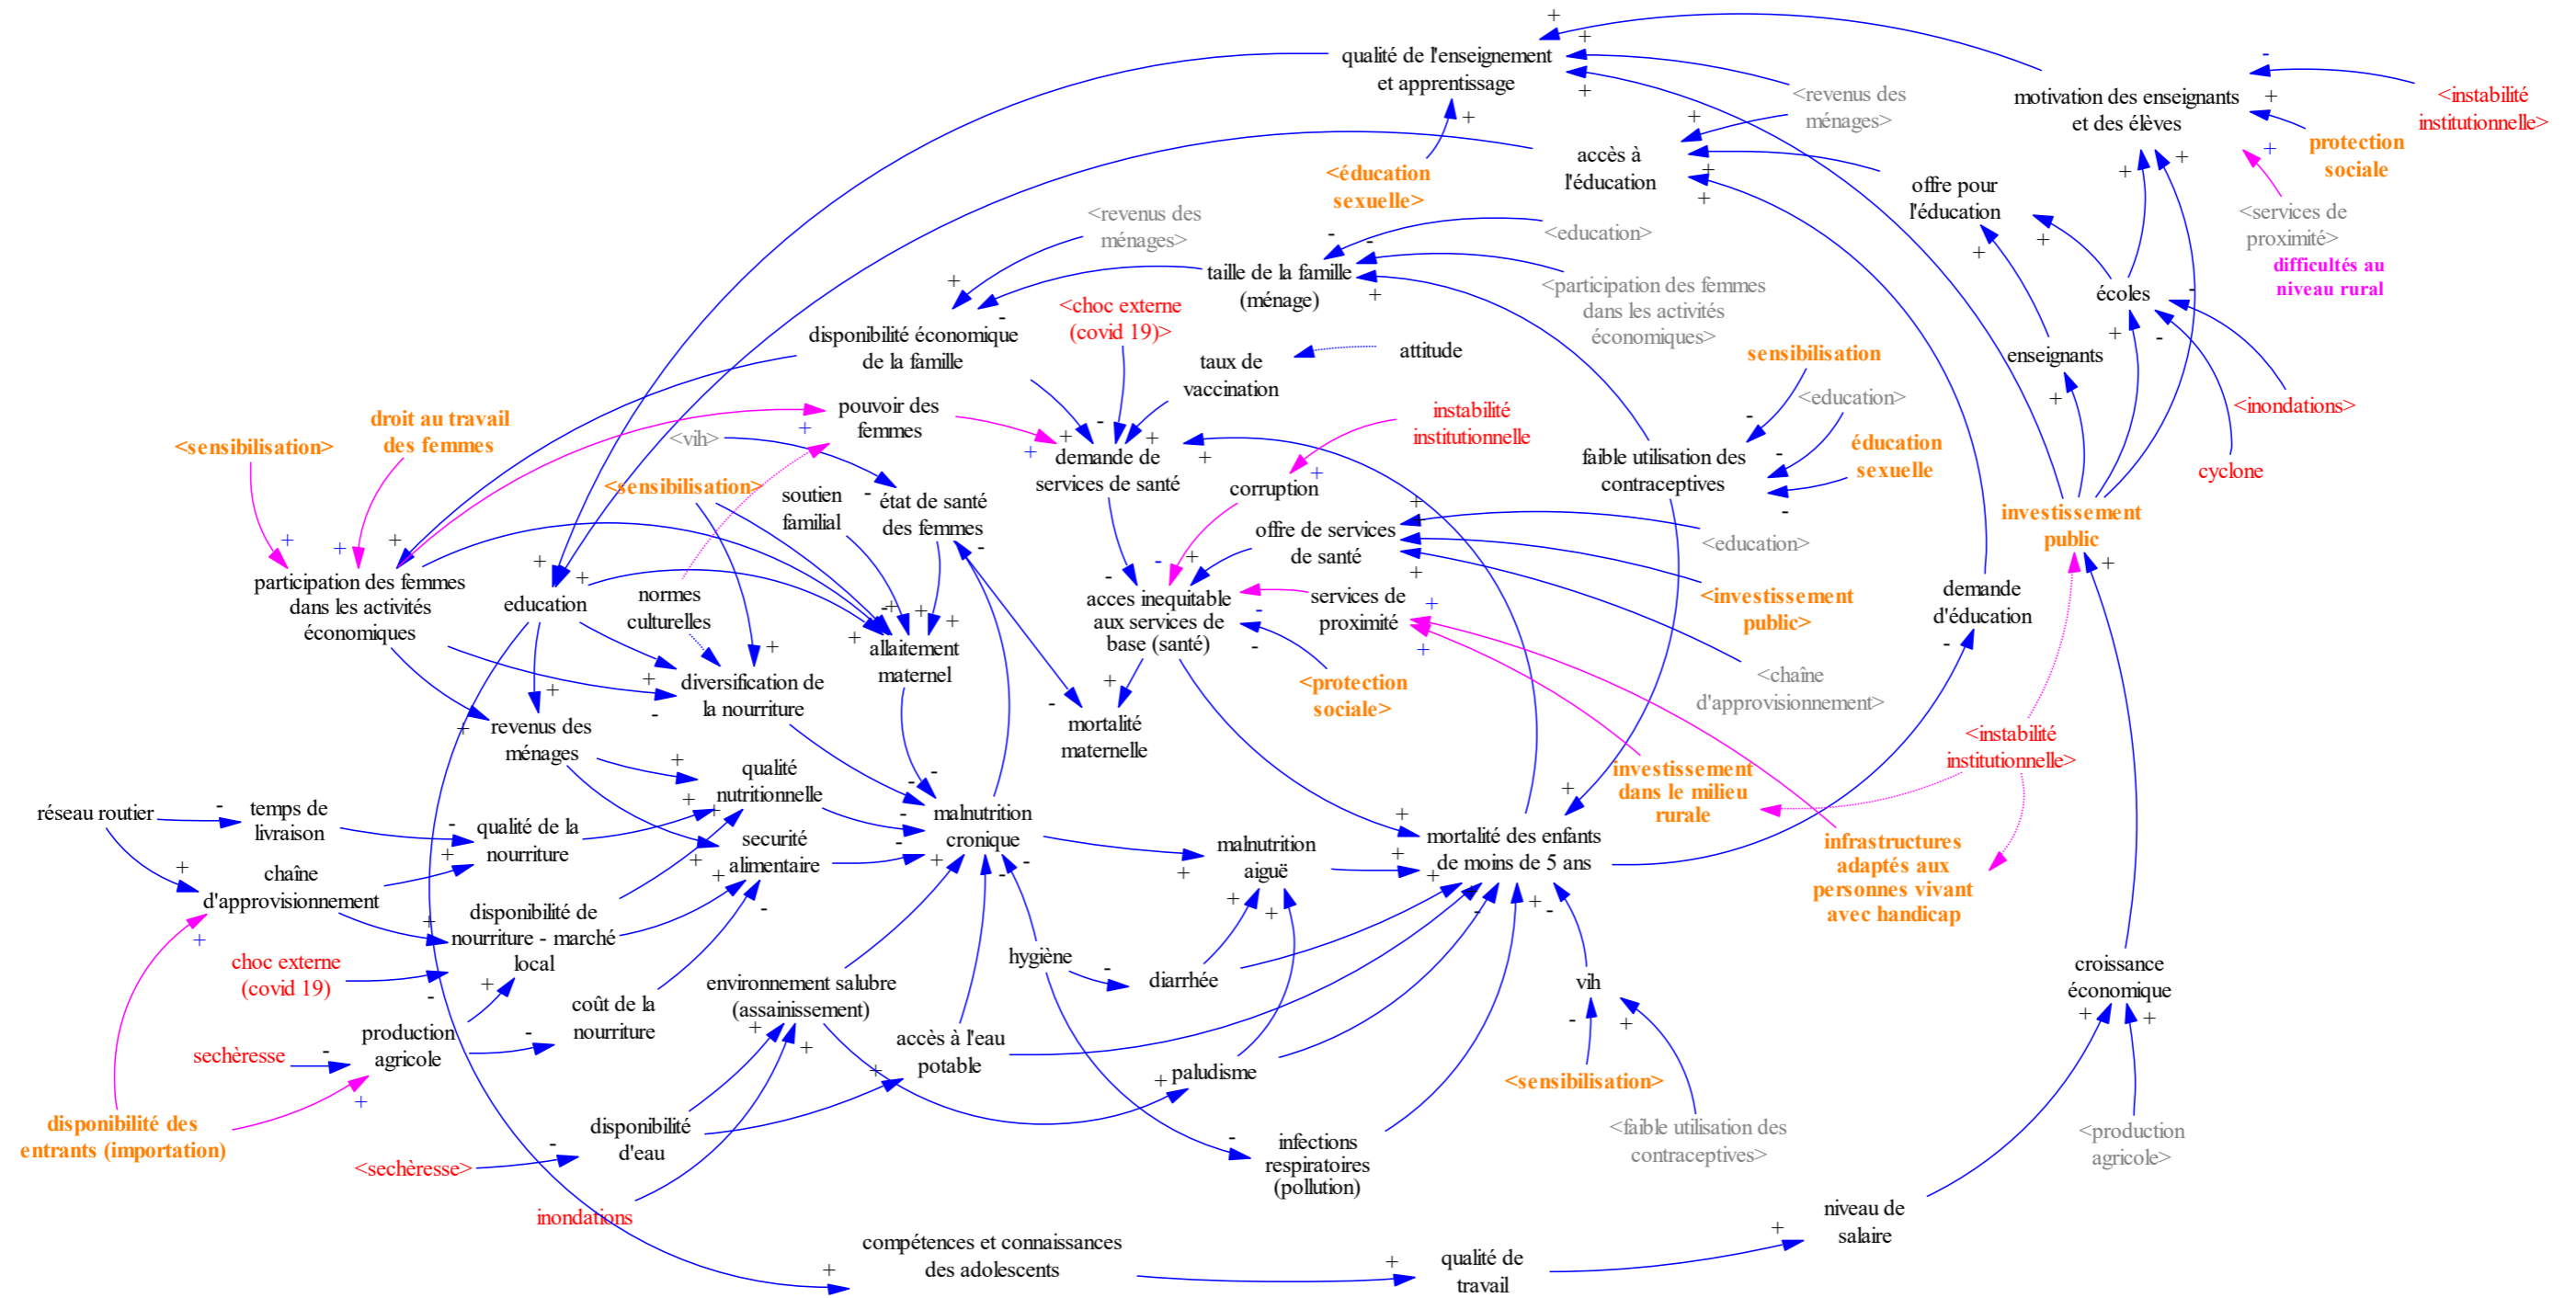 qualité de l'enseignement
et apprentissage
<revenus des
ménages>
motivation des enseignants
et des élèves
<instabilité
institutionnelle>
protection
sociale
<éducation
sexuelle>
accès à
l'éducation
offre pour
l'éducation
<services de
proximité>
difficultés au
niveau rural
<revenus des
ménages>
<education>
taille de la famille
(ménage)
<participation des femmes
dans les activités
économiques>
écoles
<choc externe
(covid 19)>
disponibilité économique
de la famille
taux de
vaccination
attitude
sensibilisation
enseignants
<education>
<inondations>
droit au travail
des femmes
<sensibilisation>
pouvoir des
femmes
<vih>
instabilité
institutionnelle
éducation
sexuelle
demande de
services de santé
faible utilisation des
contraceptives
cyclone
<sensibilisation>
soutien
familial
état de santé
des femmes
corruption
offre de services
de santé
<education>
investissement
public
participation des femmes
dans les activités
économiques
education
normes
culturelles
acces inequitable
aux services de
base (santé)
services de
proximité
<investissement
public>
demande
d'éducation
allaitement
maternel
diversification de
la nourriture
<protection
sociale>
<chaîne
d'approvisionnement>
revenus des
ménages
mortalité
maternelle
<instabilité
institutionnelle>
réseau routier
temps de
livraison
qualité
nutritionnelle
investissement
dans le milieu
rurale
qualité de la
nourriture
securité
alimentaire
malnutrition
cronique
malnutrition
aiguë
mortalité des enfants
de moins de 5 ans
infrastructures
adaptés aux
personnes vivant
avec handicap
chaîne
d'approvisionnement
disponibilité de
nourriture - marché
local
choc externe
(covid 19)
hygiène
diarrhée
vih
croissance
économique
environnement salubre
(assainissement)
coût de la
nourriture
production
agricole
sechèresse
accès à l'eau
potable
paludisme
<sensibilisation>
disponibilité des
entrants (importation)
disponibilité
d'eau
<sechèresse>
infections
respiratoires
(pollution)
<faible utilisation des
contraceptives>
<production
agricole>
inondations
niveau de
salaire
compétences et connaissances
des adolescents
qualité de
travail